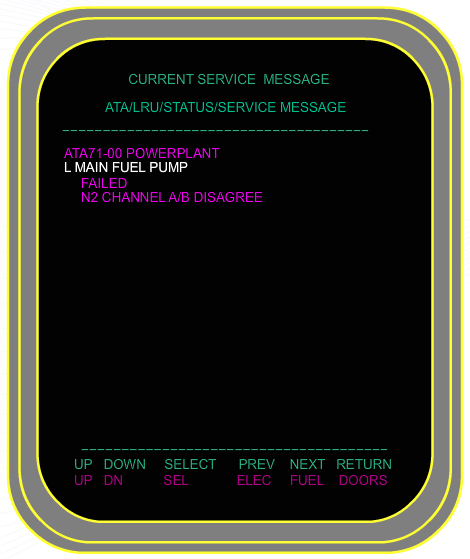 CURRENT SERVICE MESSAGE
ATA/LRU/STATUS/SERVICE MESSAGE
ATA71-00 POWERPLANT
L MAIN FUEL PUMP
FAILED
N2 CHANNEL A/B DISAGREE
UP DOWN SELECT PREV NEXT RETURN
UP DN SEL ELEC FUEL DOORS